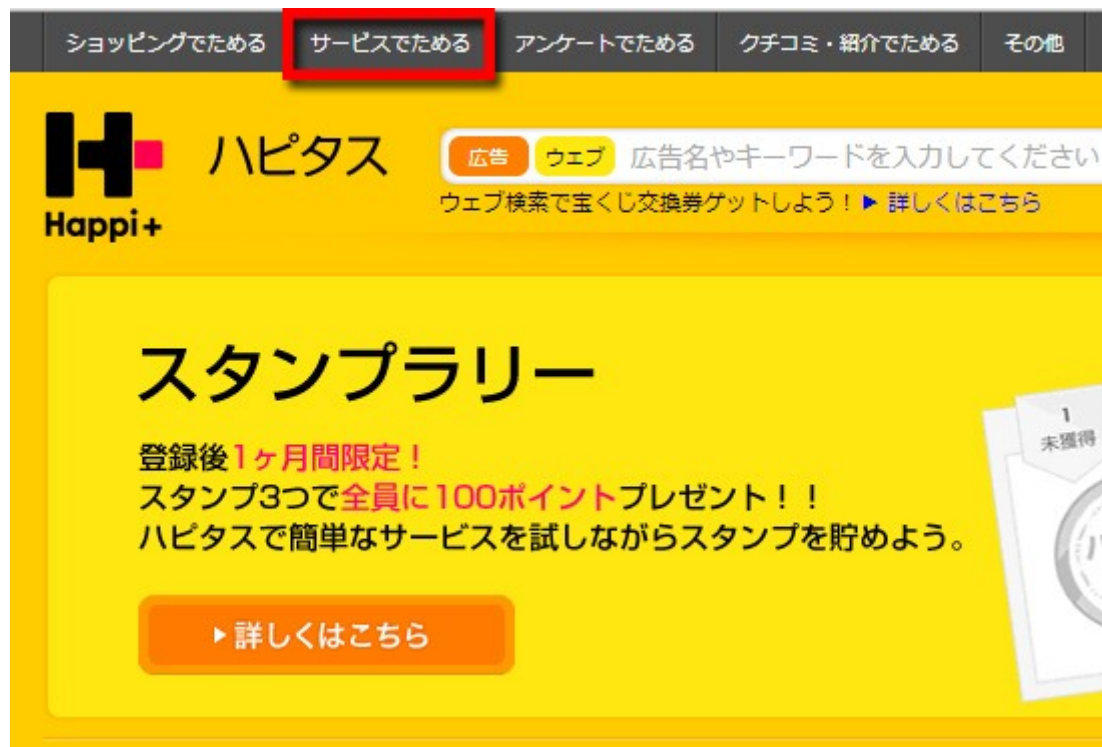 ショッピングでためる サービスでためる アンケートでためる クチコミ・紹介でためる その他
ハピタス
Happi+
広告 ウェブ 広告名やキーワードを入力してください
ウェブ検索で宝くじ交換券ゲットしよう！▶ 詳しくはこちら
スタンプラリー
登録後1ヶ月間限定！
スタンプ3つで全員に100ポイントプレゼント！！
ハピタスで簡単なサービスを試しながらスタンプを貯めよう。
▶詳しくはこちら
1
未獲得